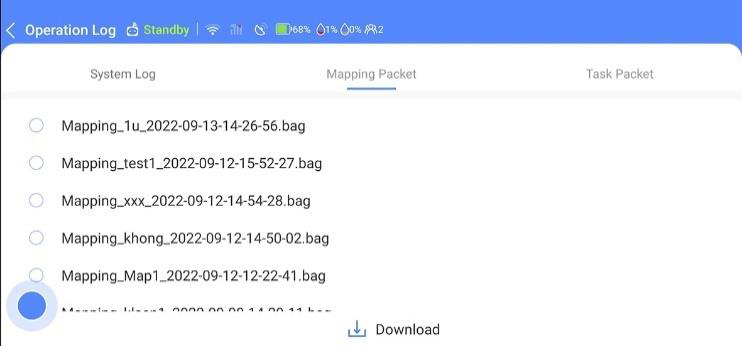 Operation Log Standby 68% 1% 0% 2
System Log Mapping Packet Task Packet
Mapping_1u_2022-09-13-14-26-56.bag
Mapping_test1_2022-09-12-15-52-27.bag
Mapping_xxx_2022-09-12-14-54-28.bag
Mapping_khong_2022-09-12-14-50-02.bag
Mapping_Map1_2022-09-12-12-22-41.bag
Download